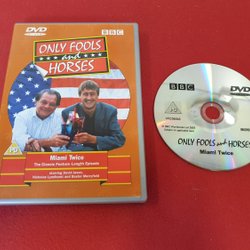 DVD
BBC
ONLY FOOLS
and
HORSES
PG
Miami Twice
The Classic Feature-Length Episode
starring David Jason,
Nicholas Lyndhurst and Buster Merryfield
BBC
DVD
PG
ONLY FOOLS and HORSES
Miami Twice